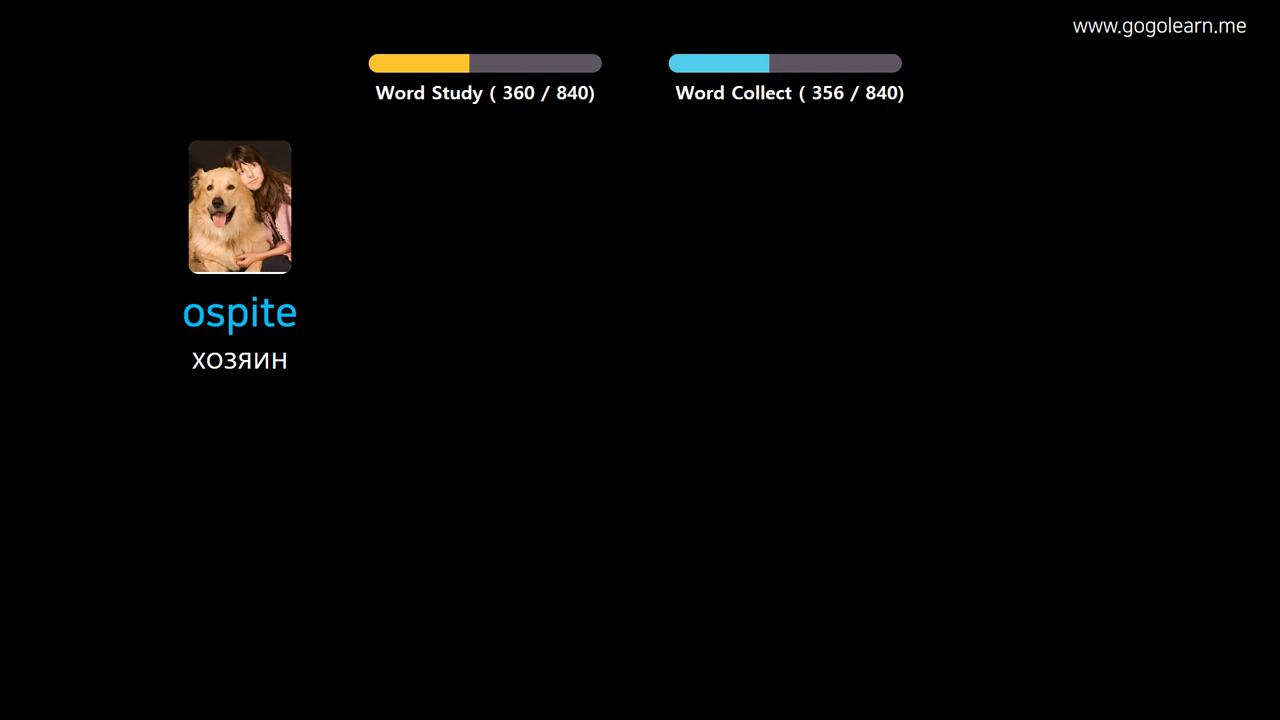 www.gogolearn.me
Word Study ( 360 / 840)
Word Collect ( 356 / 840)
ospite
хозяин